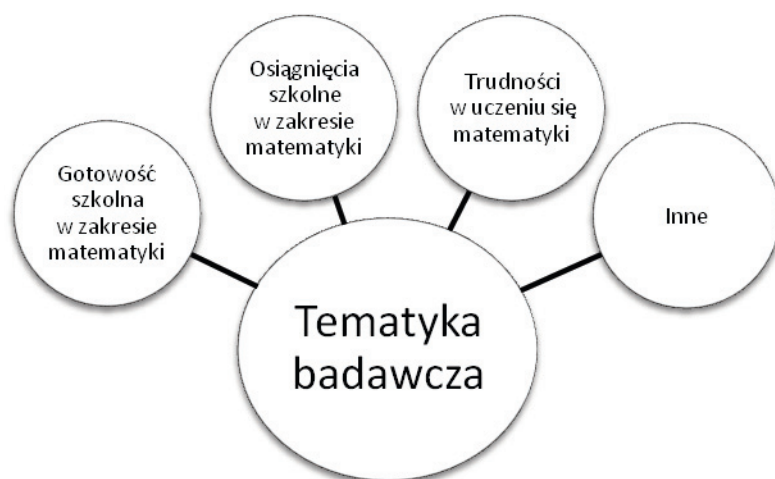 Osiągnięcia
szkolne
w zakresie
matematyki
Trudności
w uczeniu się
matematyki
Gotowość
szkolna
w zakresie
matematyki
Inne
Tematyka
badawcza